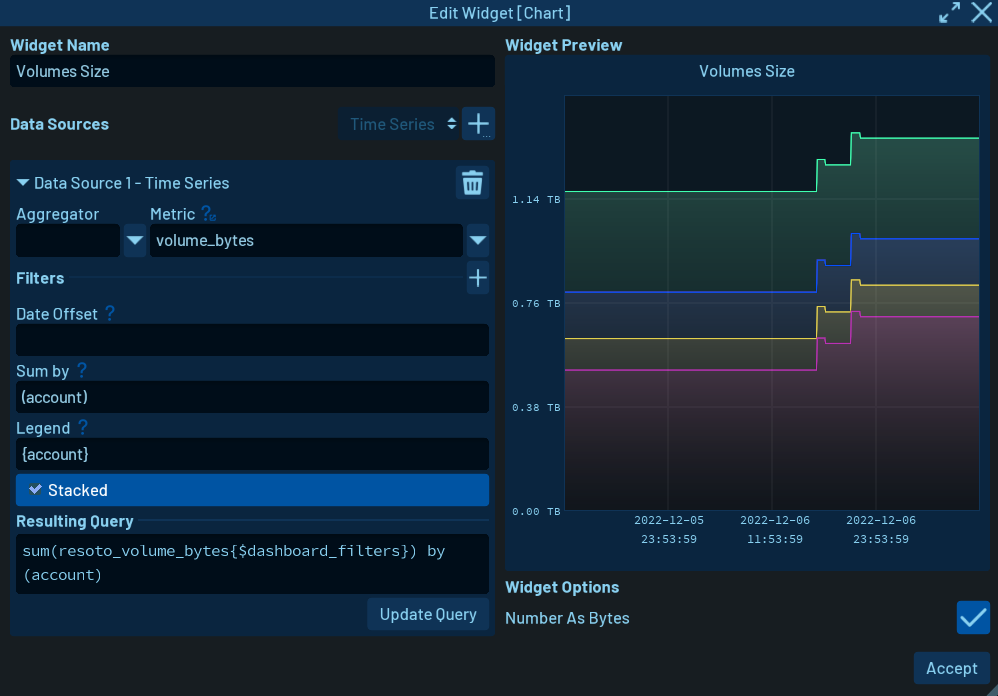 Edit Widget [Chart]
Widget Name
Volumes Size
Data Sources
Time Series
Data Source 1 - Time Series
Aggregator
Metric ?
volume_bytes
Filters
Date Offset ?
Sum by ?
(account)
Legend ?
{account}
Stacked
Resulting Query
sum(resoto_volume_bytes{$dashboard_filters}) by
(account)
Update Query
Widget Preview
Volumes Size
1.14 TB
0.76 TB
0.38 TB
0.00 TB
2022-12-05 2022-12-06 2022-12-06
23:53:59 11:53:59 23:53:59
Widget Options
Number As Bytes
Accept